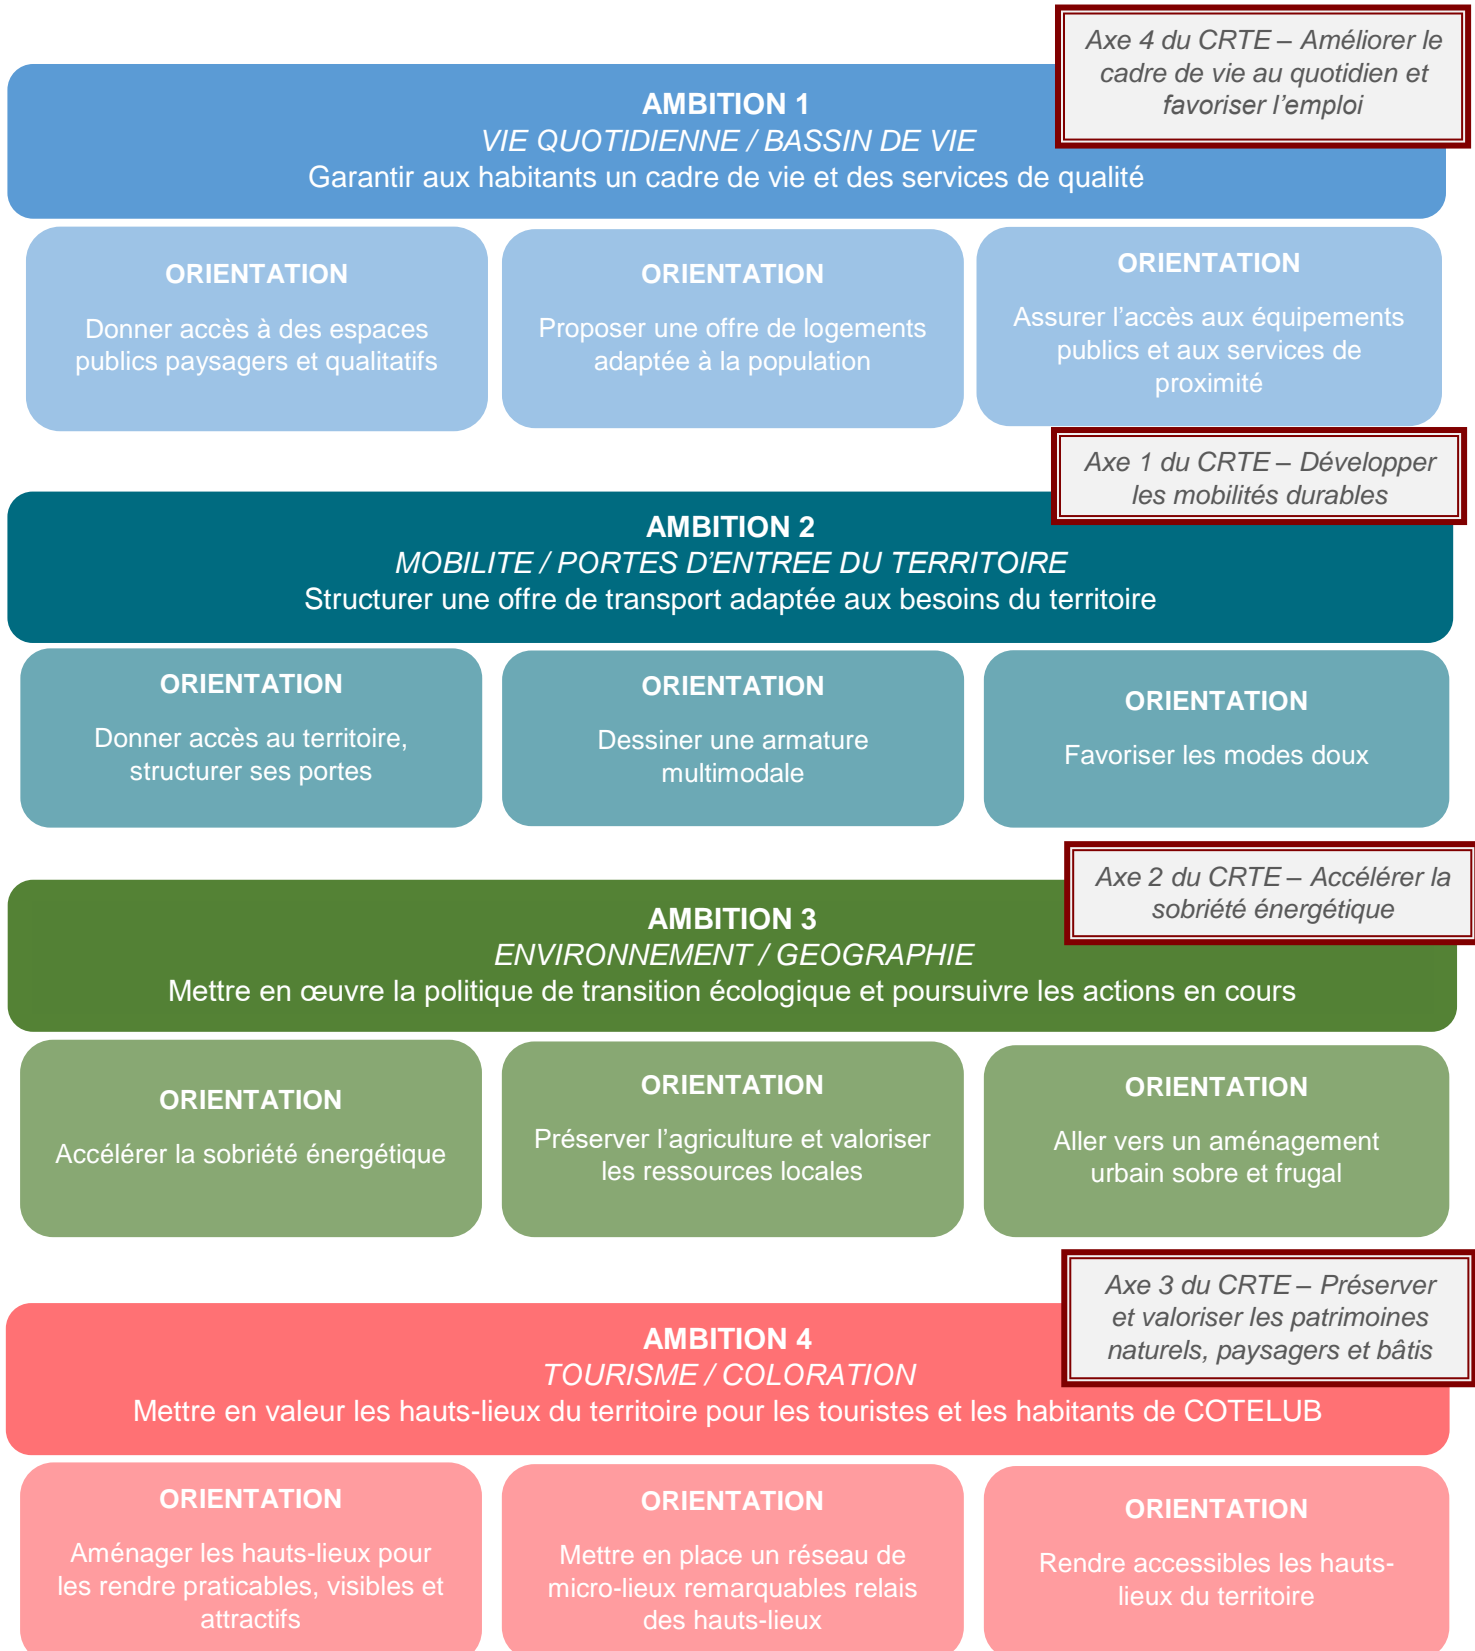 Axe 4 du CRTE – Améliorer le
cadre de vie au quotidien et
favoriser l’emploi
AMBITION 1
VIE QUOTIDIENNE / BASSIN DE VIE
Garantir aux habitants un cadre de vie et des services de qualité
ORIENTATION
Donner accès à des espaces
publics paysagers et qualitatifs
ORIENTATION
Proposer une offre de logements
adaptée à la population
ORIENTATION
Assurer l’accès aux équipements
publics et aux services de
proximité
Axe 1 du CRTE – Développer
les mobilités durables
AMBITION 2
MOBILITE / PORTES D’ENTREE DU TERRITOIRE
Structurer une offre de transport adaptée aux besoins du territoire
ORIENTATION
Donner accès au territoire,
structurer ses portes
ORIENTATION
Dessiner une armature
multimodale
ORIENTATION
Favoriser les modes doux
Axe 2 du CRTE – Accélérer la
sobriété énergétique
AMBITION 3
ENVIRONNEMENT / GEOGRAPHIE
Mettre en œuvre la politique de transition écologique et poursuivre les actions en cours
ORIENTATION
Accélérer la sobriété énergétique
ORIENTATION
Préserver l’agriculture et valoriser
les ressources locales
ORIENTATION
Aller vers un aménagement
urbain sobre et frugal
Axe 3 du CRTE – Préserver
et valoriser les patrimoines
naturels, paysagers et bâtis
AMBITION 4
TOURISME / COLORATION
Mettre en valeur les hauts-lieux du territoire pour les touristes et les habitants de COTELUB
ORIENTATION
Aménager les hauts-lieux pour
les rendre praticables, visibles et
attractifs
ORIENTATION
Mettre en place un réseau de
micro-lieux remarquables relais
des hauts-lieux
ORIENTATION
Rendre accessibles les hauts-
lieux du territoire